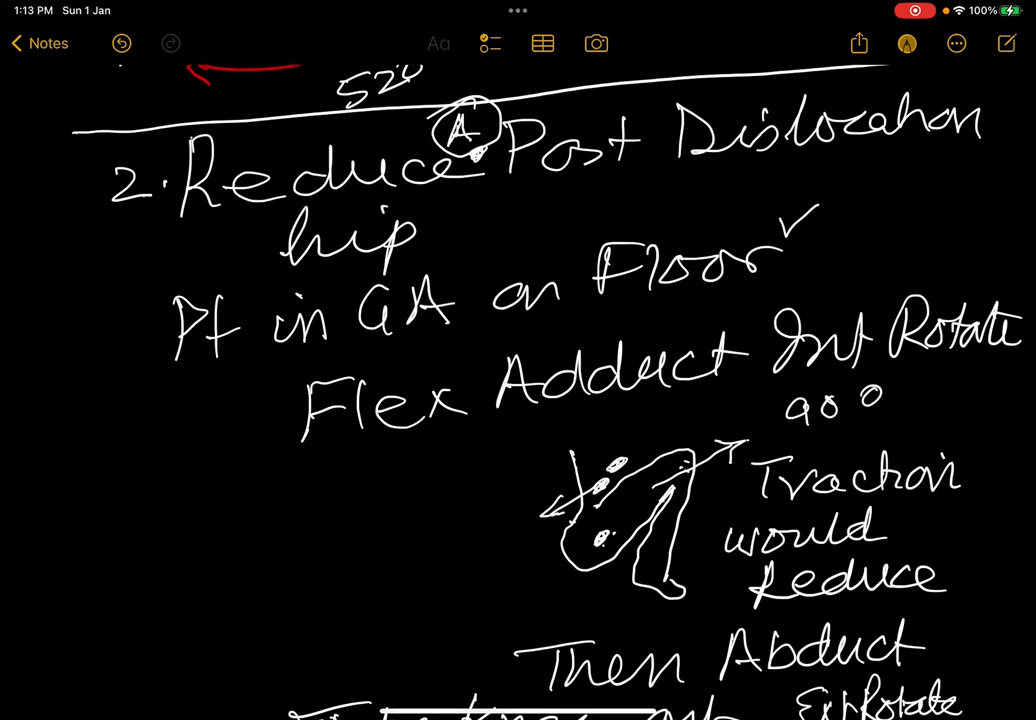 1:13 PM Sun 1 Jan
100%
Notes
Aa
520
A
2. Reduce Post Dislocation
hip
Pt in GA on Floor
Flex Adduct Int Rotate
90°
Traction
would
Reduce
Then Abduct
Ext Rotate